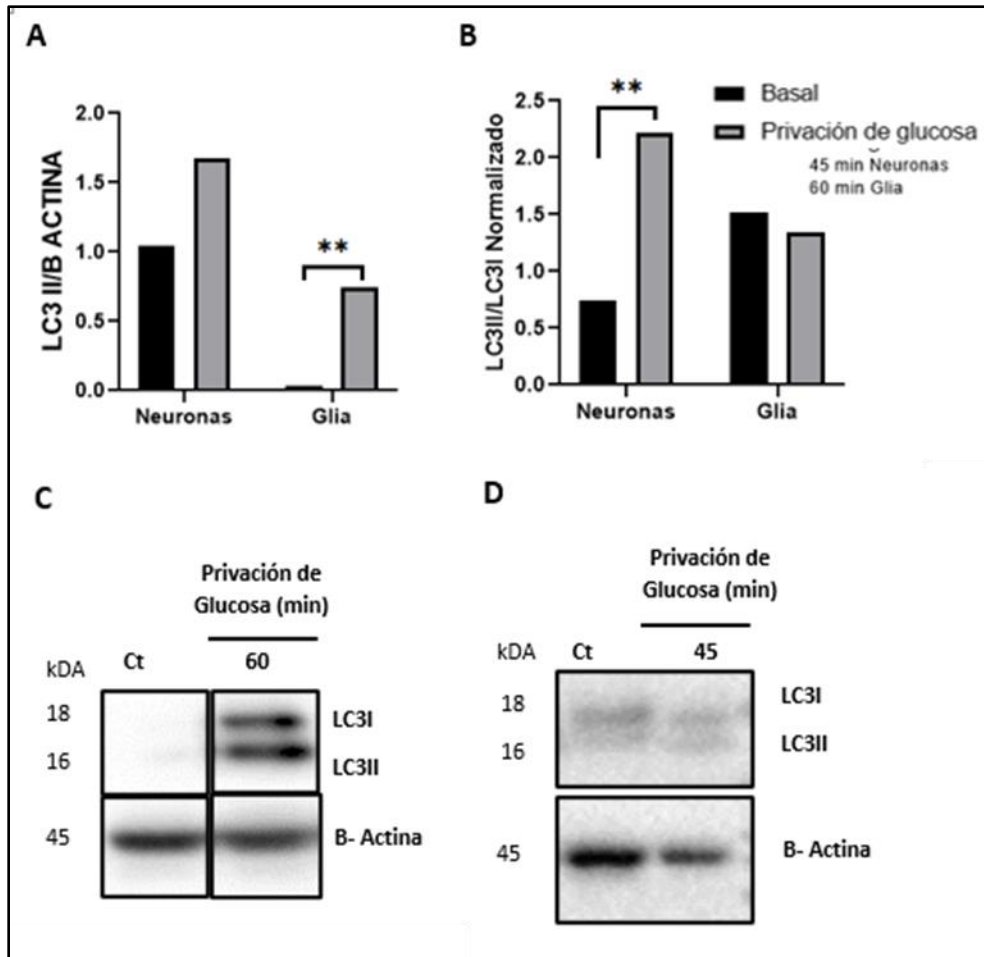 A
LC3 II/B ACTINA
2.0
1.5
1.0
0.5
0.0
**
Neuronas
Glia
B
LC3II/LC3I Normalizado
2.5
2.0
1.5
1.0
0.5
0.0
**
Basal
Privación de glucosa
45 min Neuronas
60 min Glia
Neuronas
Glia
C
Privación de
Glucosa (min)
kDA
Ct
60
18
LC3I
16
LC3II
45
B- Actina
D
Privación de
Glucosa (min)
kDA
Ct
45
18
LC3I
16
LC3II
45
B- Actina